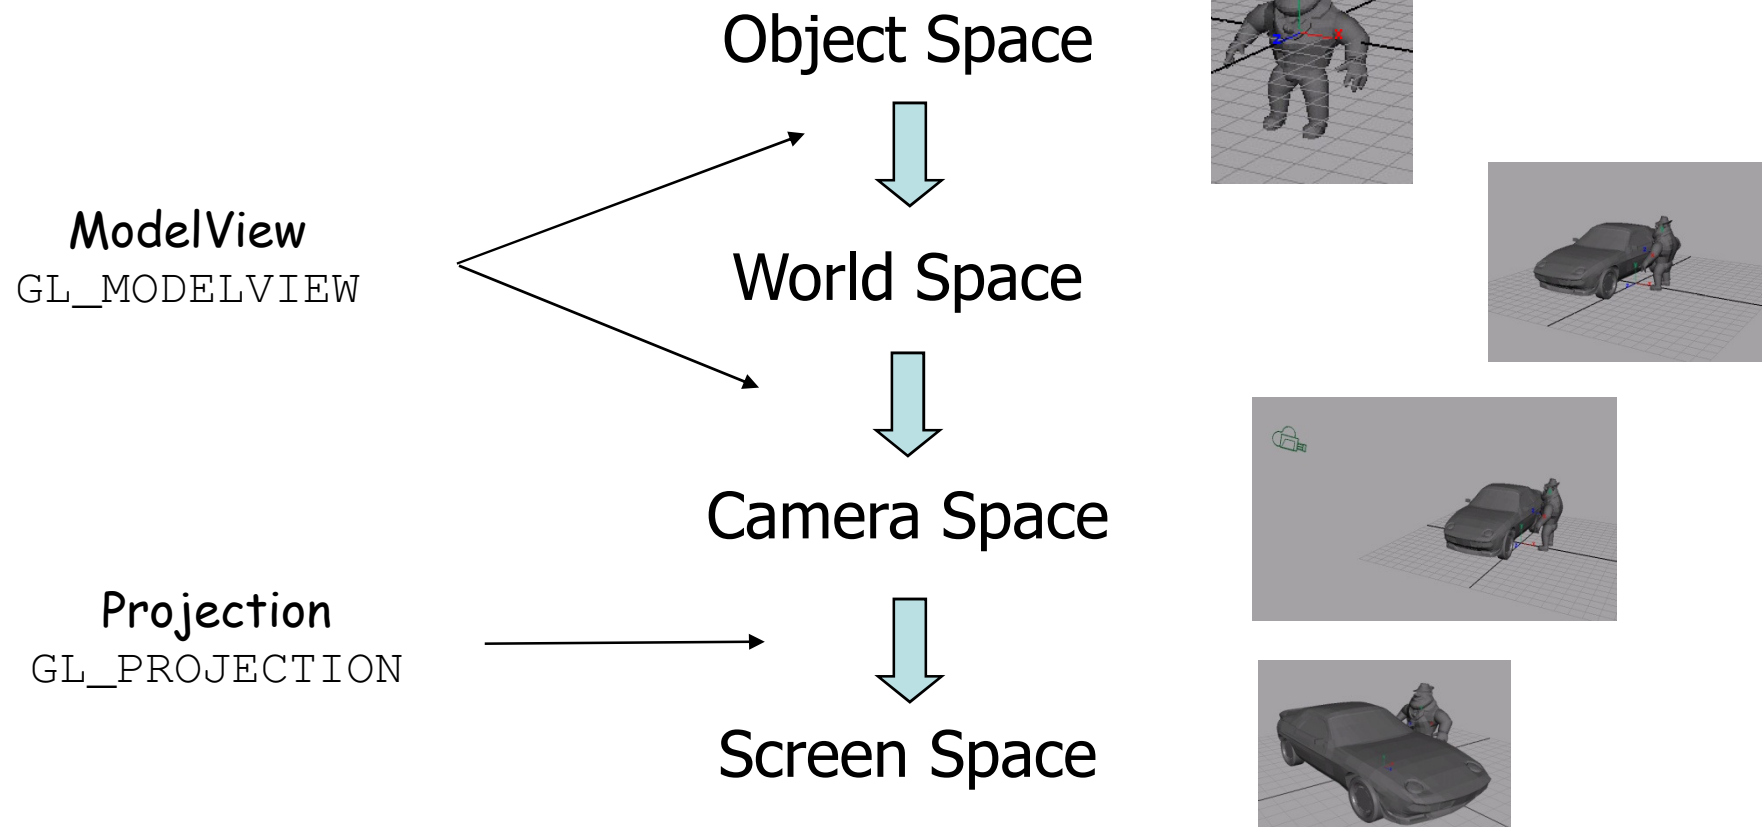 Object Space
ModelView
GL_MODELVIEW
World Space
Camera Space
Projection
GL_PROJECTION
Screen Space
Z
X